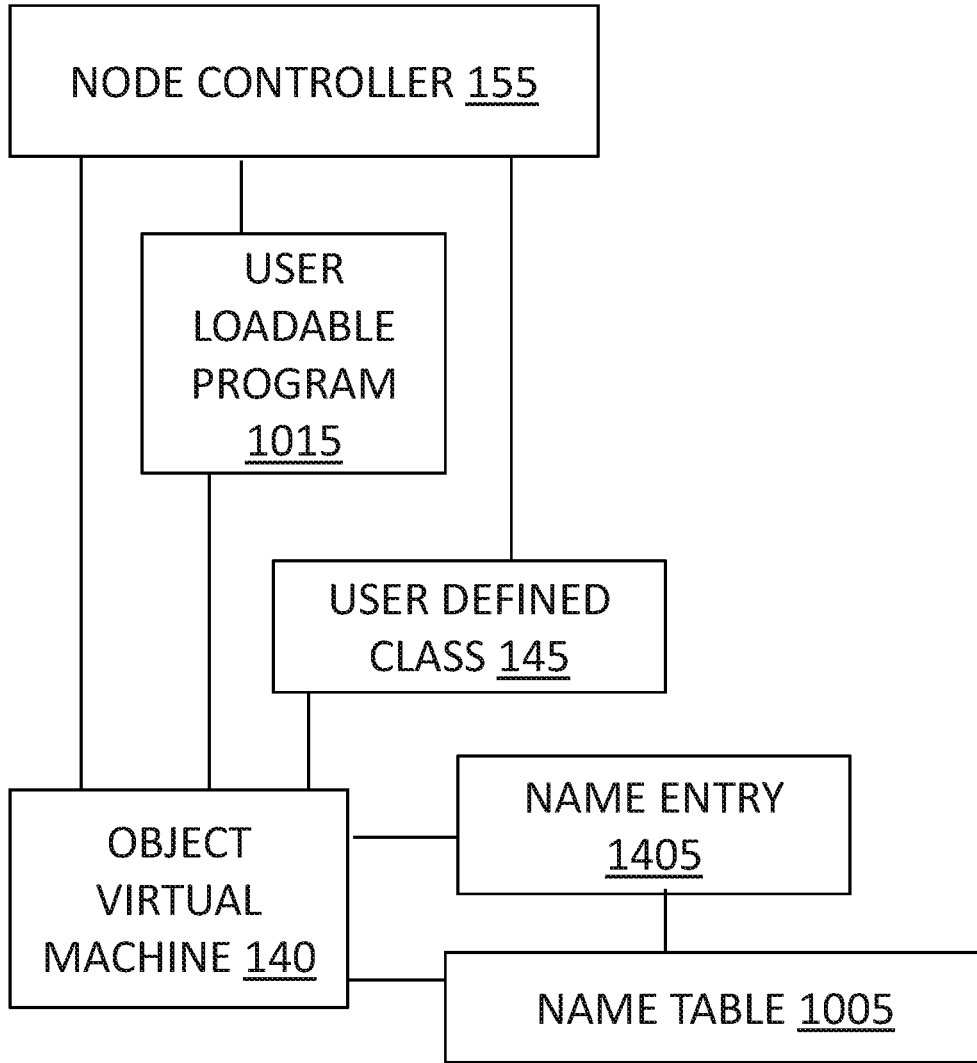 NODE CONTROLLER 155
USER
LOADABLE
PROGRAM
1015
USER DEFINED
CLASS 145
NAME ENTRY
1405
OBJECT
VIRTUAL
MACHINE 140
NAME TABLE 1005